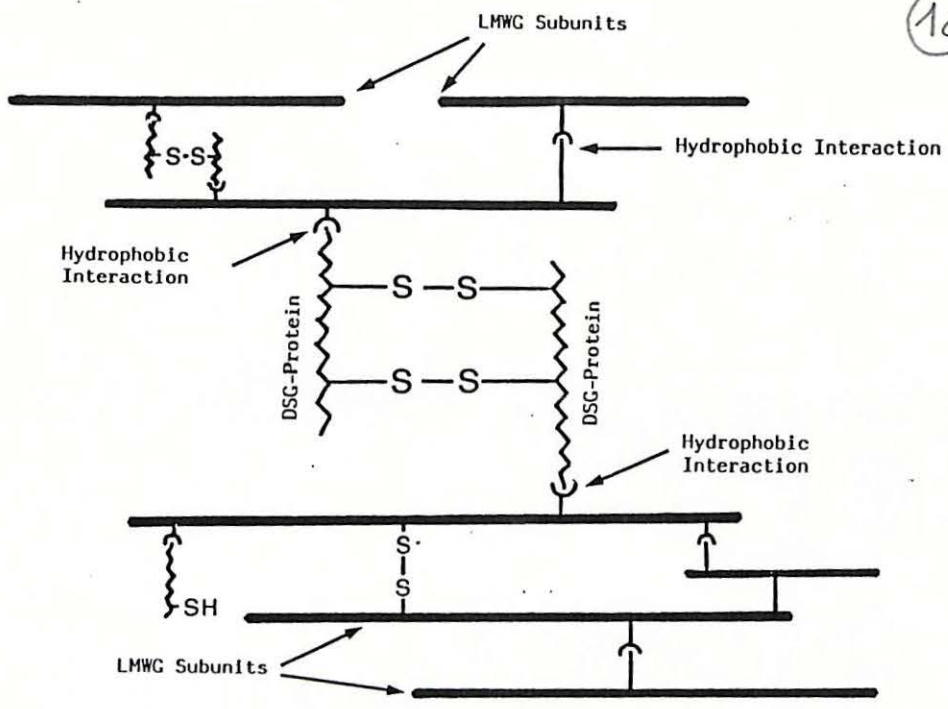 LMWG Subunits
S·S
Hydrophobic Interaction
Hydrophobic
Interaction
S — S
DSG-Protein
DSG-Protein
S — S
Hydrophobic
Interaction
S
S
SH
LMWG Subunits